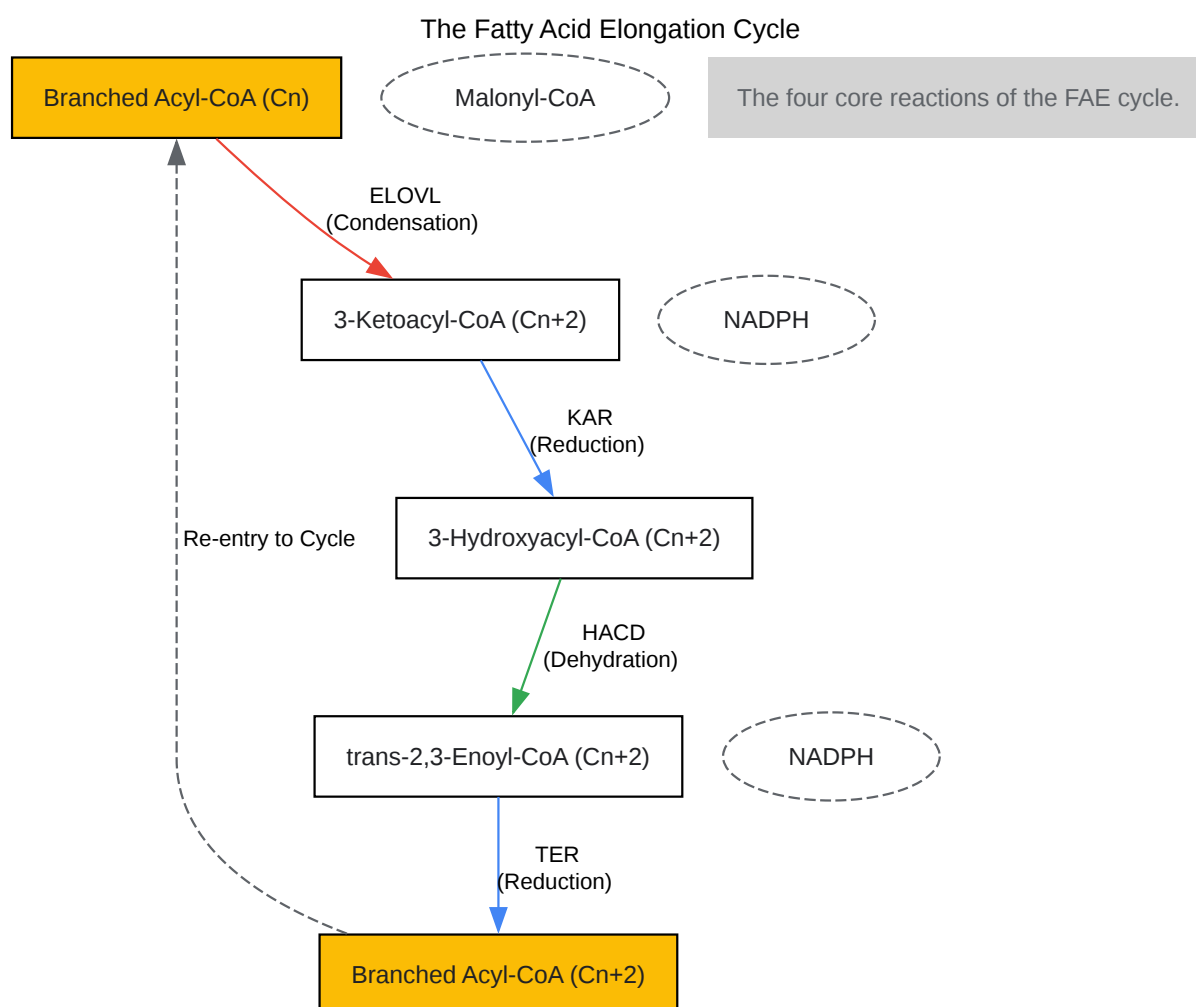 The Fatty Acid Elongation Cycle
Branched Acyl-CoA (Cn)
Malonyl-CoA
The four core reactions of the FAE cycle.
ELOVL
(Condensation)
3-Ketoacyl-CoA (Cn+2)
NADPH
KAR
(Reduction)
3-Hydroxyacyl-CoA (Cn+2)
Re-entry to Cycle
HACD
(Dehydration)
trans-2,3-Enoyl-CoA (Cn+2)
NADPH
TER
(Reduction)
Branched Acyl-CoA (Cn+2)